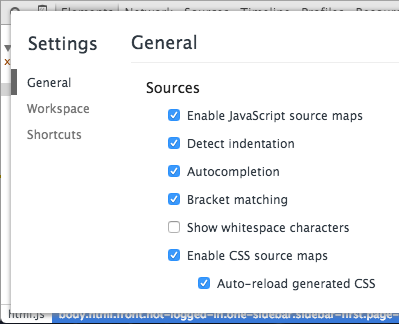 Elements Network Sources Timeline Profiles
Settings
General
Workspace
Shortcuts
General
Sources
Enable JavaScript source maps
Detect indentation
Autocompletion
Bracket matching
Show whitespace characters
Enable CSS source maps
Auto-reload generated CSS
html.js body.html.front.not-logged-in.one-sidebar.sidebar-first.page-